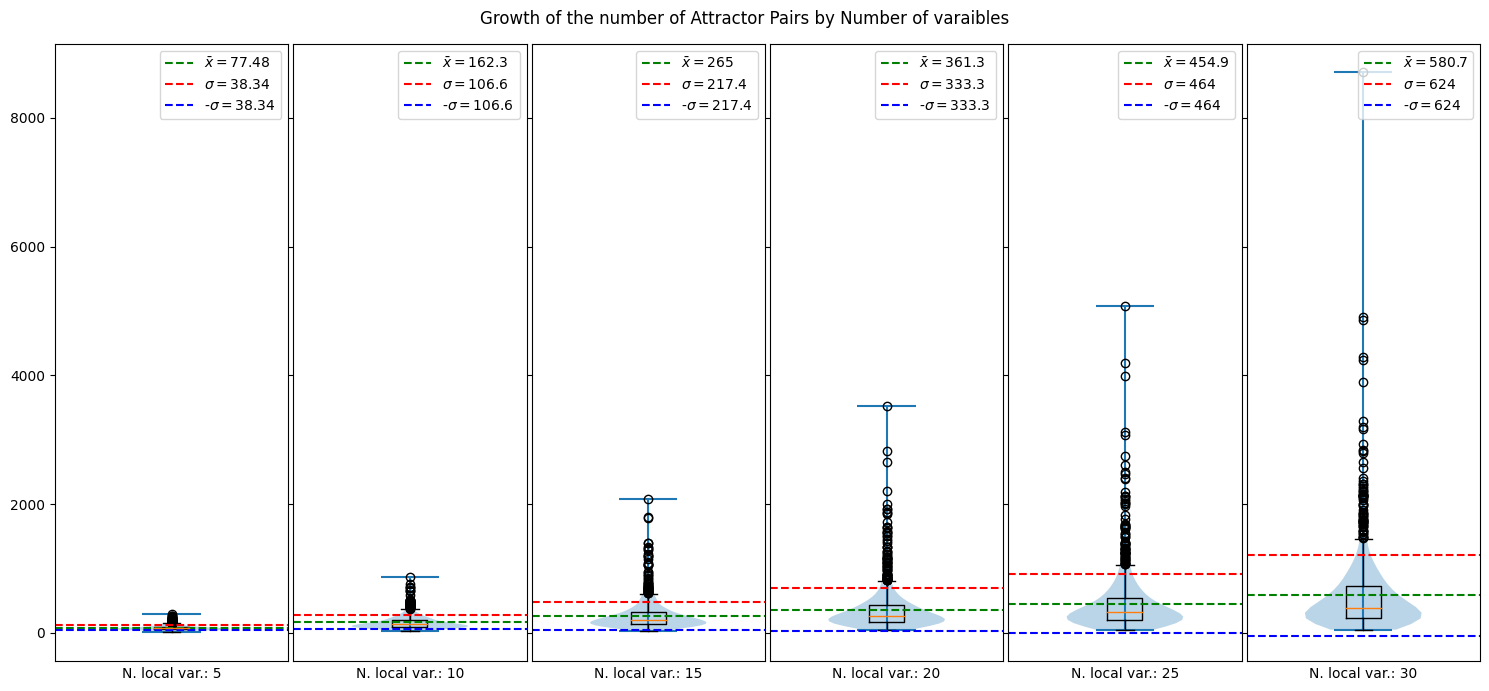 Growth of the number of Attractor Pairs by Number of varaibles
x̄ = 77.48
σ = 38.34
-σ = 38.34
x̄ = 162.3
σ = 106.6
-σ = 106.6
x̄ = 265
σ = 217.4
-σ = 217.4
x̄ = 361.3
σ = 333.3
-σ = 333.3
x̄ = 454.9
σ = 464
-σ = 464
x̄ = 580.7
σ = 624
-σ = 624
8000
6000
4000
2000
0
N. local var.: 5
N. local var.: 10
N. local var.: 15
N. local var.: 20
N. local var.: 25
N. local var.: 30